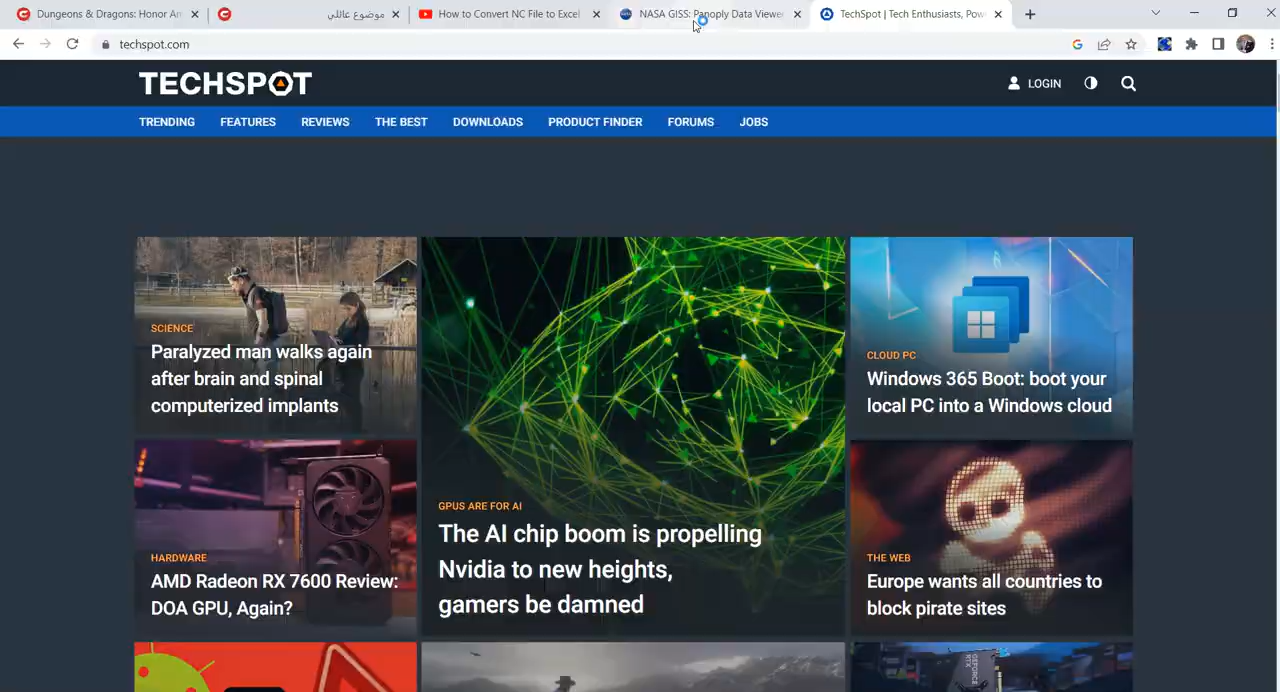 Dungeons & Dragons: Honor Am
موضوع عائلي
How to Convert NC File to Excel
NASA GISS: Panoply Data Viewer
TechSpot | Tech Enthusiasts, Pow
techspot.com
TECHSPOT
LOGIN
TRENDING FEATURES REVIEWS THE BEST DOWNLOADS PRODUCT FINDER FORUMS JOBS
SCIENCE
Paralyzed man walks again
after brain and spinal
computerized implants
HARDWARE
AMD Radeon RX 7600 Review:
DOA GPU, Again?
GPUS ARE FOR AI
The AI chip boom is propelling
Nvidia to new heights,
gamers be damned
CLOUD PC
Windows 365 Boot: boot your
local PC into a Windows cloud
THE WEB
Europe wants all countries to
block pirate sites
GEFORCE RTX